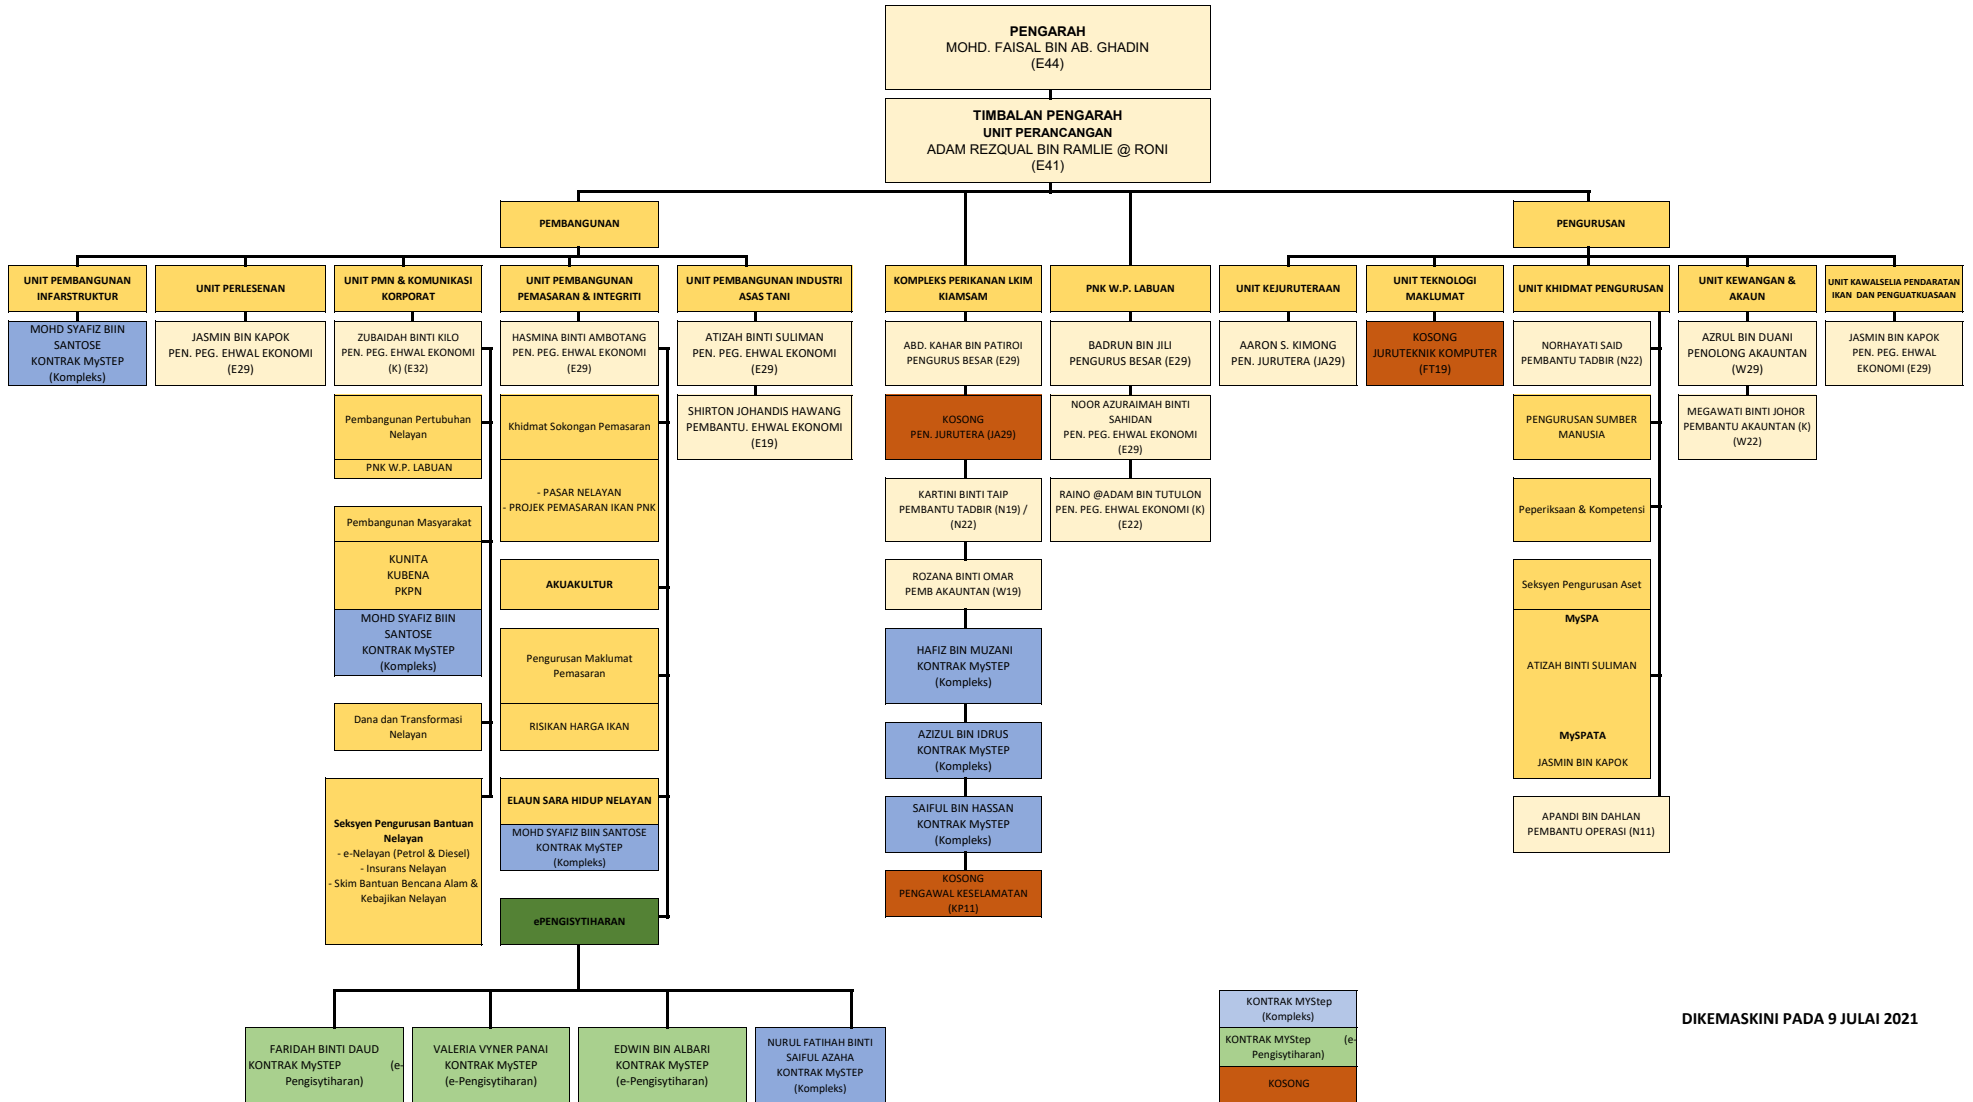 PENGARAH
MOHD. FAISAL BIN AB. GHADIN
(E44)
TIMBALAN PENGARAH
UNIT PERANCANGAN
ADAM REZQUAL BIN RAMLIE @ RONI
(E41)
PEMBANGUNAN
PENGURUSAN
UNIT PEMBANGUNAN
INFARSTRUKTUR
MOHD SYAFIZ BIIN
SANTOSE
KONTRAK MySTEP
(Kompleks)
UNIT PERLESENAN
JASMIN BIN KAPOK
PEN. PEG. EHWAL EKONOMI
(E29)
UNIT PMN & KOMUNIKASI
KORPORAT
ZUBAIDAH BINTI KILO
PEN. PEG. EHWAL EKONOMI
(K) (E32)
Pembangunan Pertubuhan
Nelayan
PNK W.P. LABUAN
Pembangunan Masyarakat
KUNITA
KUBENA
PKPN
MOHD SYAFIZ BIIN
SANTOSE
KONTRAK MySTEP
(Kompleks)
Dana dan Transformasi
Nelayan
Seksyen Pengurusan Bantuan
Nelayan
- e-Nelayan (Petrol & Diesel)
- Insurans Nelayan
- Skim Bantuan Bencana Alam &
Kebajikan Nelayan
UNIT PEMBANGUNAN
PEMASARAN & INTEGRITI
HASMINA BINTI AMBOTANG
PEN. PEG. EHWAL EKONOMI
(E29)
Khidmat Sokongan Pemasaran
- PASAR NELAYAN
- PROJEK PEMASARAN IKAN PNK
AKUAKULTUR
Pengurusan Maklumat
Pemasaran
RISIKAN HARGA IKAN
ELAUN SARA HIDUP NELAYAN
MOHD SYAFIZ BIIN SANTOSE
KONTRAK MySTEP
(Kompleks)
ePENGISYTIHARAN
FARIDAH BINTI DAUD
KONTRAK MySTEP (e-
Pengisytiharan)
VALERIA VYNER PANAI
KONTRAK MySTEP
(e-Pengisytiharan)
EDWIN BIN ALBARI
KONTRAK MySTEP
(e-Pengisytiharan)
NURUL FATIHAH BINTI
SAIFUL AZAHA
KONTRAK MySTEP
(Kompleks)
UNIT PEMBANGUNAN INDUSTRI
ASAS TANI
ATIZAH BINTI SULIMAN
PEN. PEG. EHWAL EKONOMI
(E29)
SHIRTON JOHANDIS HAWANG
PEMBANTU. EHWAL EKONOMI
(E19)
KOMPLEKS PERIKANAN LKIM
KIAMSAM
ABD. KAHAR BIN PATIROI
PENGURUS BESAR (E29)
KOSONG
PEN. JURUTERA (JA29)
KARTINI BINTI TAIP
PEMBANTU TADBIR (N19) /
(N22)
ROZANA BINTI OMAR
PEMB AKAUNTAN (W19)
HAFIZ BIN MUZANI
KONTRAK MySTEP
(Kompleks)
AZIZUL BIN IDRUS
KONTRAK MySTEP
(Kompleks)
SAIFUL BIN HASSAN
KONTRAK MySTEP
(Kompleks)
KOSONG
PENGAWAL KESELAMATAN
(KP11)
PNK W.P. LABUAN
BADRUN BIN JILI
PENGURUS BESAR (E29)
NOOR AZURAIMAH BINTI
SAHIDAN
PEN. PEG. EHWAL EKONOMI
(E29)
RAINO @ADAM BIN TUTULON
PEN. PEG. EHWAL EKONOMI (K)
(E22)
UNIT KEJURUTERAAN
AARON S. KIMONG
PEN. JURUTERA (JA29)
UNIT TEKNOLOGI
MAKLUMAT
KOSONG
JURUTEKNIK KOMPUTER
(FT19)
UNIT KHIDMAT PENGURUSAN
NORHAYATI SAID
PEMBANTU TADBIR (N22)
PENGURUSAN SUMBER
MANUSIA
Peperiksaan & Kompetensi
Seksyen Pengurusan Aset
MySPA
ATIZAH BINTI SULIMAN
MySPATA
JASMIN BIN KAPOK
APANDI BIN DAHLAN
PEMBANTU OPERASI (N11)
UNIT KEWANGAN &
AKAUN
AZRUL BIN DUANI
PENOLONG AKAUNTAN
(W29)
MEGAWATI BINTI JOHOR
PEMBANTU AKAUNTAN (K)
(W22)
UNIT KAWALSELIA PENDARATAN
IKAN DAN PENGUATKUASAAN
JASMIN BIN KAPOK
PEN. PEG. EHWAL
EKONOMI (E29)
KONTRAK MYStep
(Kompleks)
KONTRAK MYStep (e-
Pengisytiharan)
KOSONG
DIKEMASKINI PADA 9 JULAI 2021